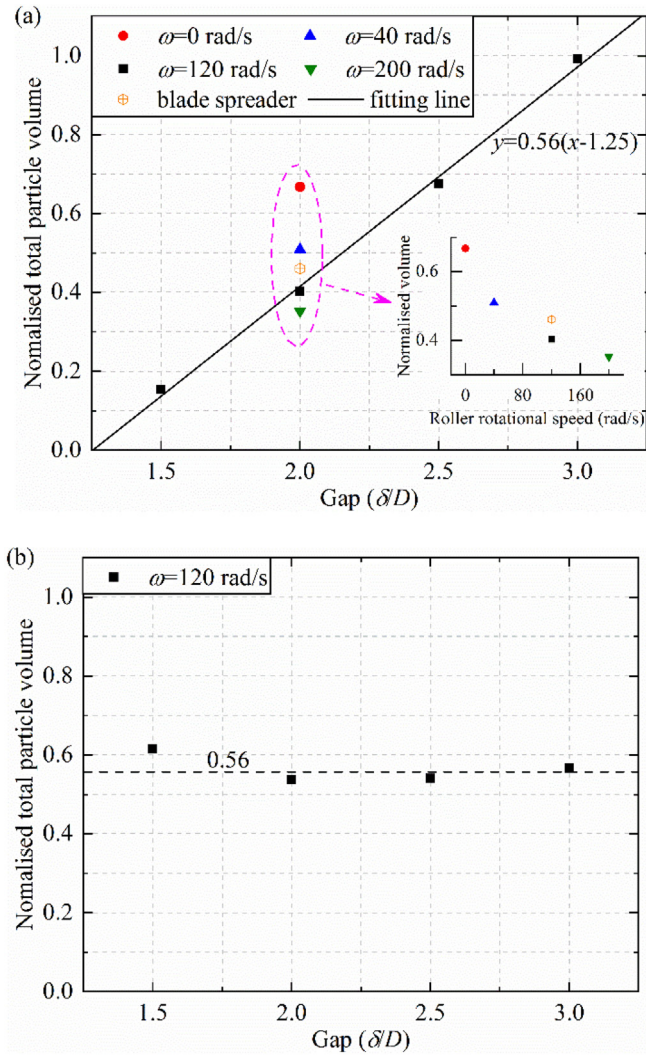 (a)
ω=0 rad/s ω=40 rad/s
ω=120 rad/s ω=200 rad/s
blade spreader fitting line
y=0.56(x-1.25)
Nomalised total particle volume
1.0
0.8
0.6
0.4
0.2
0.0
1.5 2.0 2.5 3.0
Gap (δ/D)
Normalised volume
0.6
0.4
0 80 160
Roller rotational speed (rad/s)
(b)
ω=120 rad/s
Nomalised total particle volume
1.0
0.8
0.6
0.4
0.2
0.0
0.56
1.5 2.0 2.5 3.0
Gap (δ/D)